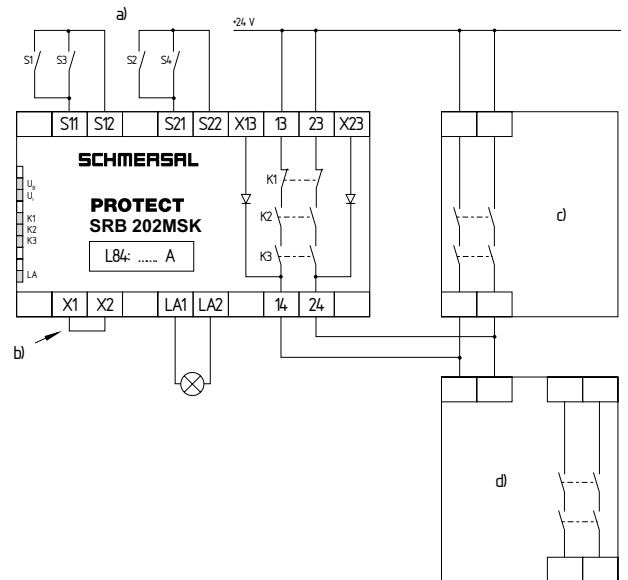 a)
+24 V
S1 S3 S2 S4
S11 S12 S21 S22 X13 13 23 X23
SCHMERSAL
K1
UB
Ui
PROTECT
SRB 202MSK
K1
K2
K3
K2
c)
L84: ...... A
K3
LA
X1 X2 LA1 LA2 14 24
b)
d)